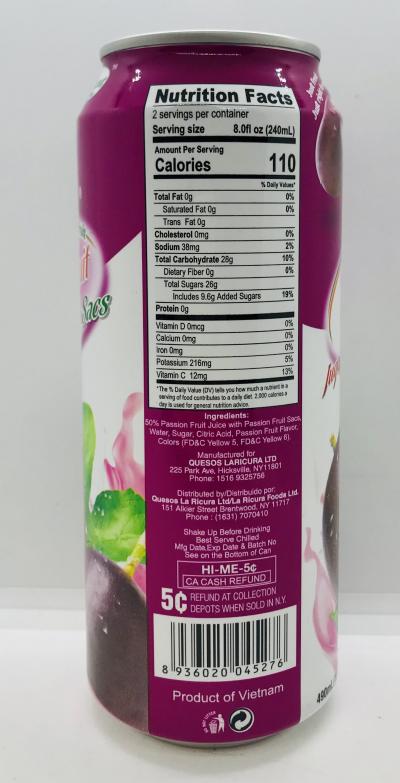 Nutrition Facts
2 servings per container
Serving size 8.0fl oz (240mL)
Amount Per Serving
Calories 110
% Daily Values*
Total Fat 0g 0%
Saturated Fat 0g 0%
Trans Fat 0g
Cholesterol 0mg 0%
Sodium 38mg 2%
Total Carbohydrate 28g 10%
Dietary Fiber 0g 0%
Total Sugars 26g
Includes 9.6g Added Sugars 19%
Protein 0g
Vitamin D 0mcg 0%
Calcium 0mg 0%
Iron 0mg 0%
Potassium 216mg 5%
Vitamin C 12mg 13%
*The % Daily Value (DV) tells you how much a nutrient in a
serving of food contributes to a daily diet. 2,000 calories a
day is used for general nutrition advice.
Ingredients:
50% Passion Fruit Juice with Passion Fruit Sacs,
Water, Sugar, Citric Acid, Passion Fruit Flavor,
Colors (FD&C Yellow 5, FD&C Yellow 6).
Manufactured for
QUESOS LARICURA LTD
225 Park Ave, Hicksville, NY11801
Phone: 1516 9325756
Distributed by/Distribuido por:
Quesos La Ricura Ltd/La Ricura Foods Ltd.
151 Alkier Street Brentwood, NY 11717
Phone : (631) 7070410
Shake Up Before Drinking
Best Serve Chilled
Mfg Date,Exp Date & Batch No
See on the Bottom of Can
HI-ME-5¢
CA CASH REFUND
5¢ REFUND AT COLLECTION
DEPOTS WHEN SOLD IN N.Y.
8 936020 045276
Product of Vietnam
Sacs
Just
Just
490mL